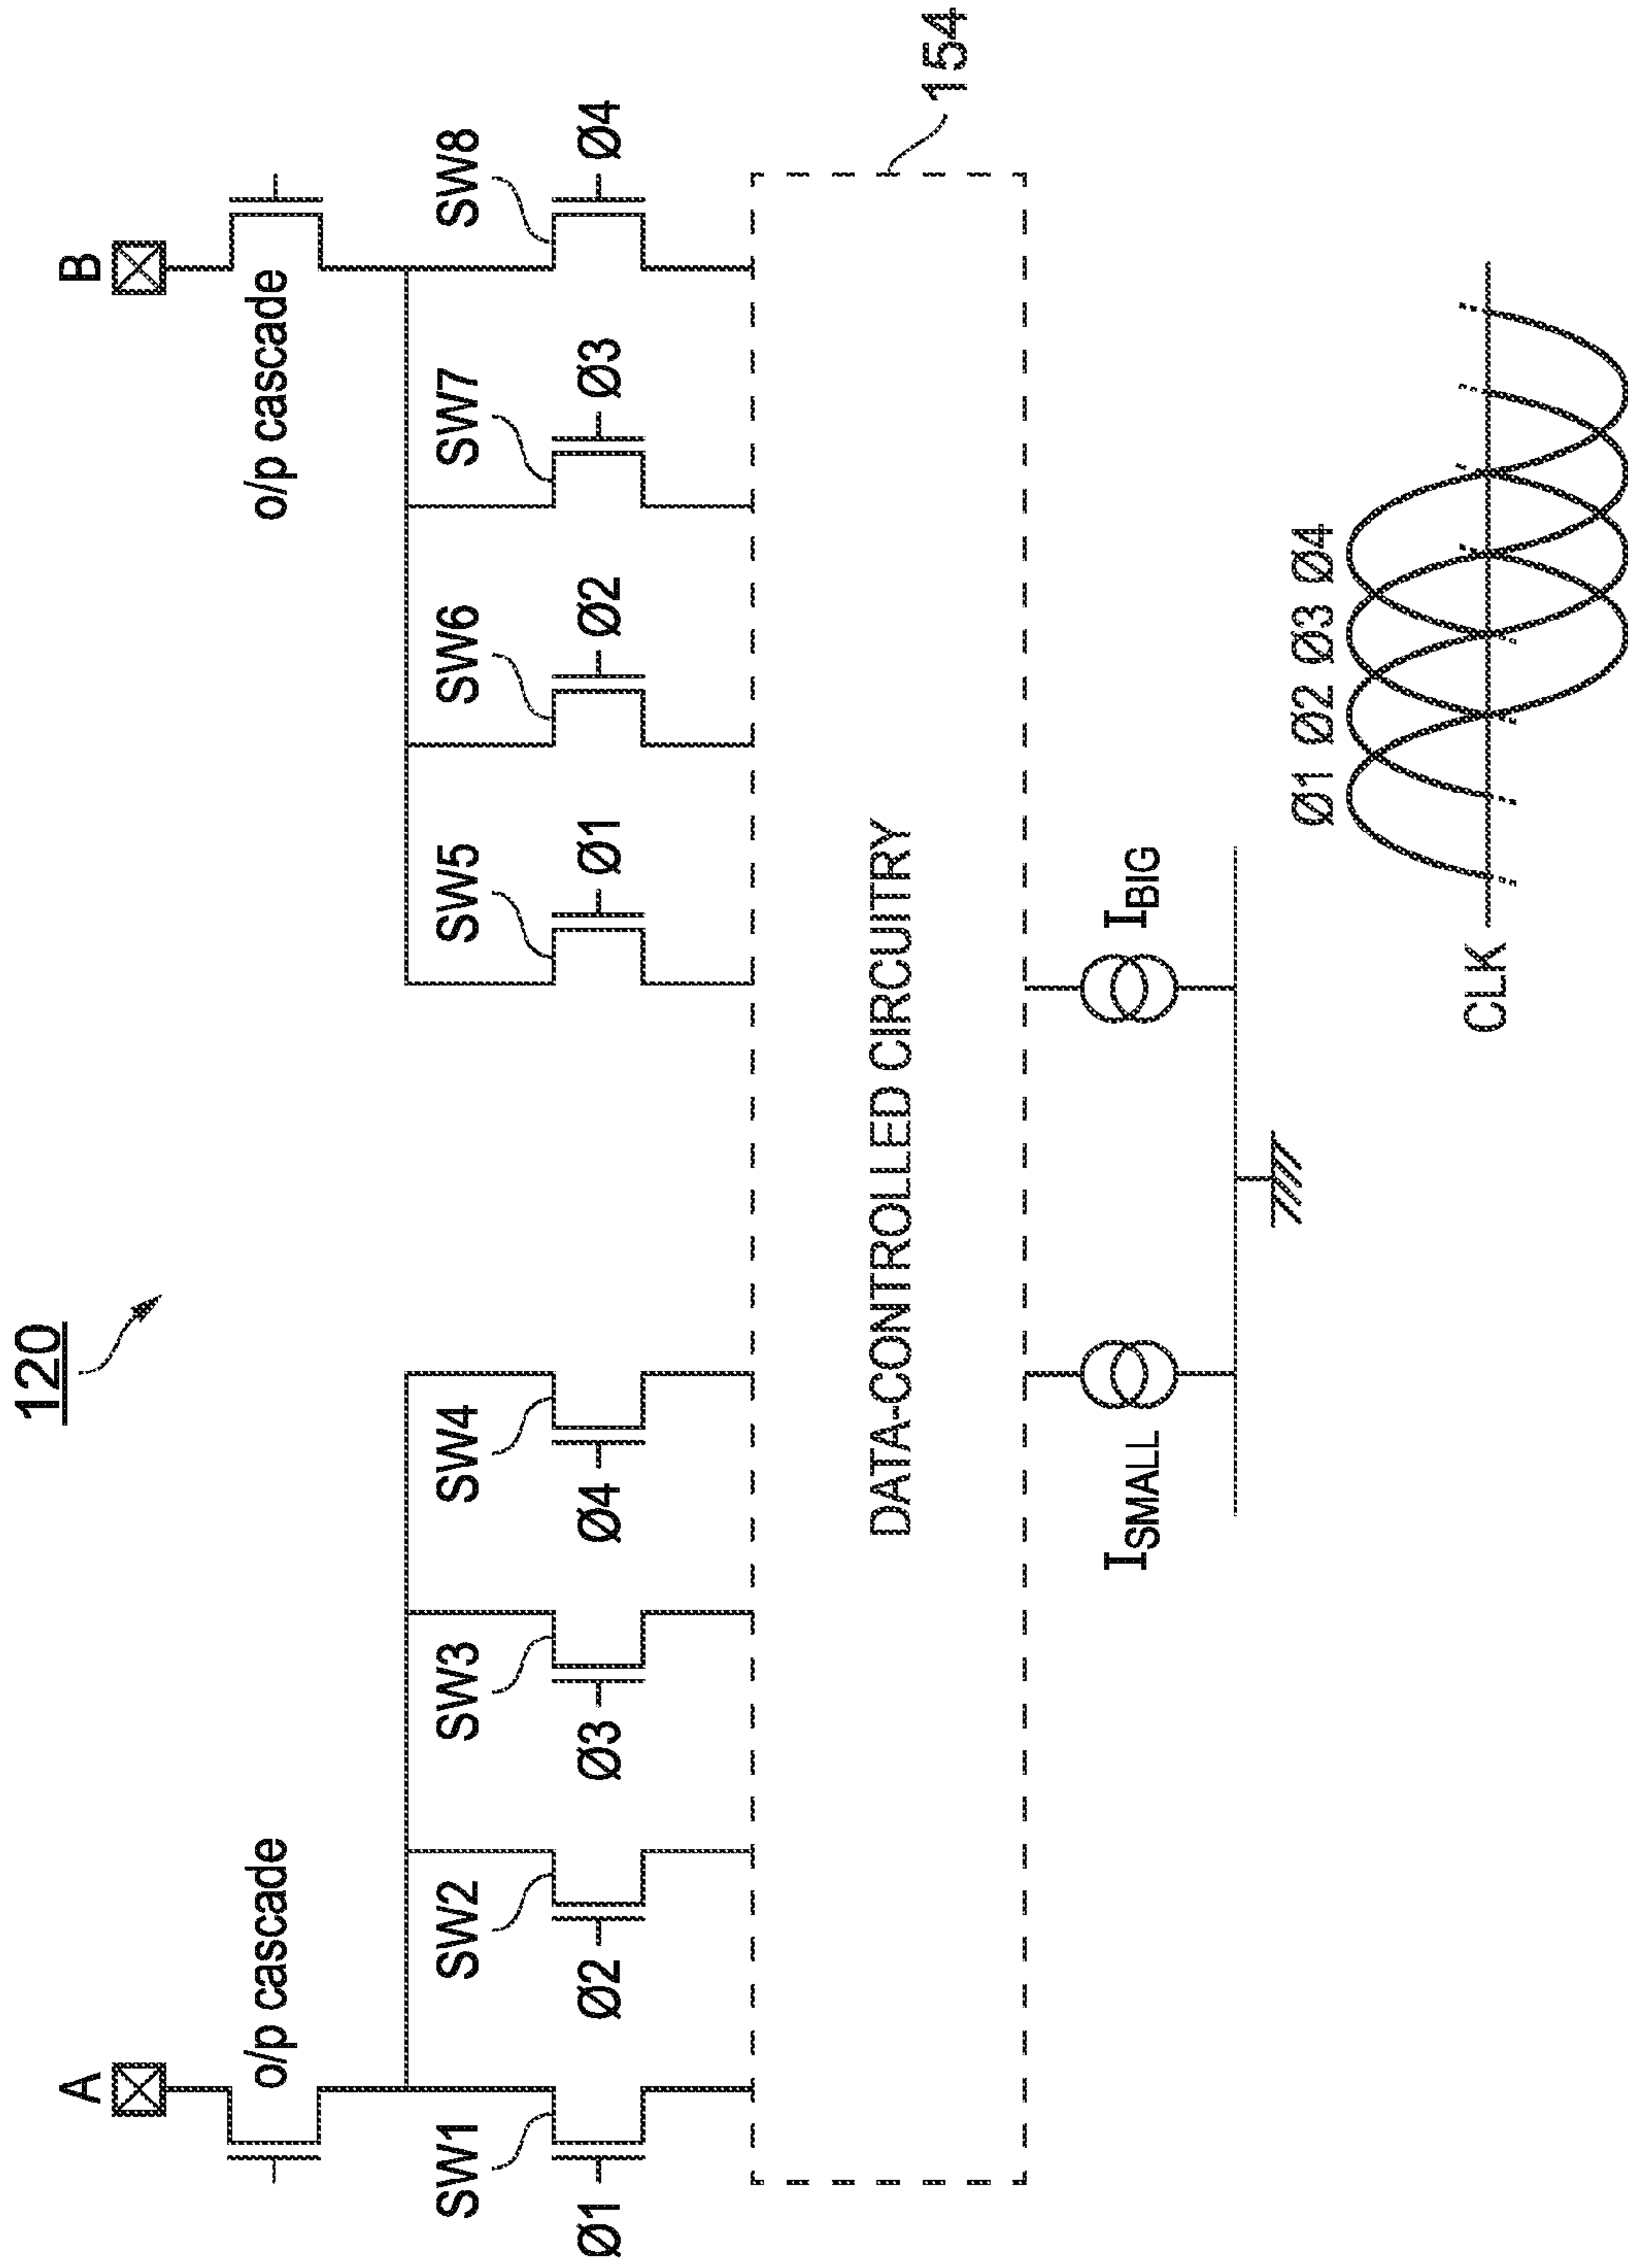 120
A
B
o/p cascade
o/p cascade
SW1
SW2
SW3
SW4
SW5
SW6
SW7
SW8
Ø1
Ø2
Ø3
Ø4
Ø1
Ø2
Ø3
Ø4
DATA-CONTROLLED CIRCUITRY
154
ISMALL
IBIG
Ø1 Ø2 Ø3 Ø4
CLK